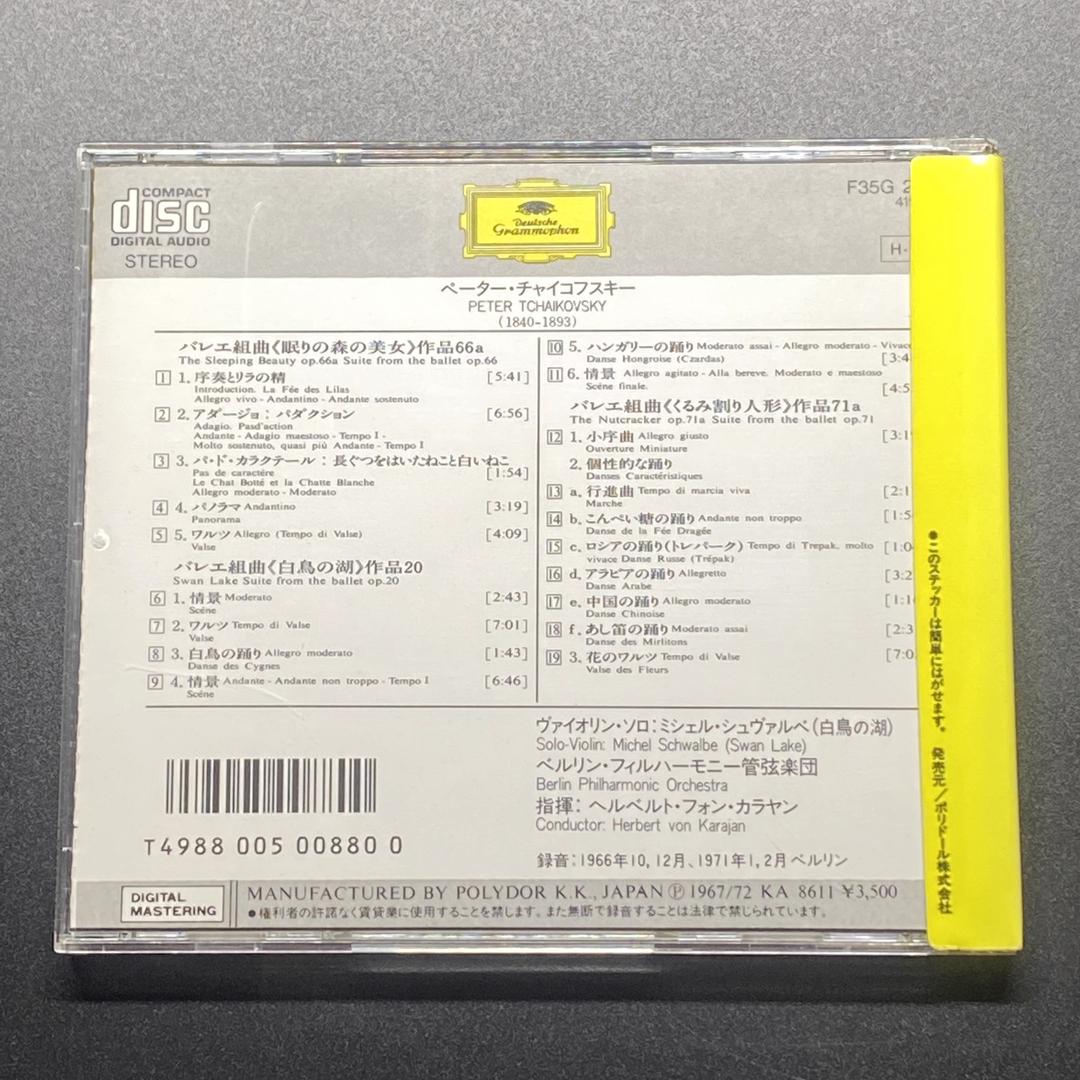 COMPACT
disc
DIGITAL AUDIO
STEREO
Deutsche
Grammophon
F35G 2
H-
ペーター・チャイコフスキー
PETER TCHAIKOVSKY
(1840-1893)
バレエ組曲《眠りの森の美女》作品66a
The Sleeping Beauty op.66a Suite from the ballet op.66
1 1. 序奏とリラの精 [5:41]
Introduction. La Fée des Lilas
Allegro vivo - Andantino - Andante sostenuto
2 2. アダージョ: パダクション [6:56]
Adagio. Pasd'action
Andante - Adagio maestoso - Tempo I -
Molto sostenuto, quasi più Andante - Tempo I
3 3. パ・ド・カラクテール: 長ぐつをはいたねこと白いねこ
Pas de caractére [1:54]
Le Chat Botté et la Chatte Blanche
Allegro moderato - Moderato
4 4. パノラマ Andantino [3:19]
Panorama
5 5. ワルツ Allegro (Tempo di Valse) [4:09]
Valse
バレエ組曲《白鳥の湖》作品20
Swan Lake Suite from the ballet op.20
6 1. 情景 Moderato [2:43]
Scéne
7 2. ワルツ Tempo di Valse [7:01]
Valse
8 3. 白鳥の踊り Allegro moderato [1:43]
Danse des Cygnes
9 4. 情景 Andante - Andante non troppo - Tempo I [6:46]
Scéne
10 5. ハンガリーの踊り Moderato assai - Allegro moderato - Vivace
Danse Hongroise (Czardas) [3:4
11 6. 情景 Allegro agitato - Alla bereve. Moderato e maestoso
Scéne finale. [4:5
バレエ組曲《くるみ割り人形》作品71a
The Nutcracker op.71a Suite from the ballet op.71
12 1. 小序曲 Allegro giusto [3:1
Ouverture Miniature
2. 個性的な踊り
Danses Caractéristiques
13 a. 行進曲 Tempo di marcia viva [2:1
Marche
14 b. こんぺい糖の踊り Andante non troppo [1:5
Danse de la Fée Dragée
15 c. ロシアの踊り(トレパーク) Tempo di Trepak, molto [1:0
vivace Danse Russe (Trépak)
16 d. アラビアの踊り Allegretto [3:2
Danse Arabe
17 e. 中国の踊り Allegro moderato [1:1
Danse Chinoise
18 f. あし笛の踊り Moderato assai [2:3
Danse des Mirlitons
19 3. 花のワルツ Tempo di Valse [7:0
Valse des Fleurs
ヴァイオリン・ソロ:ミシェル・シュヴァルベ(白鳥の湖)
Solo-Violin: Michel Schwalbe (Swan Lake)
ベルリン・フィルハーモニー管弦楽団
Berlin Philharmonic Orchestra
指揮: ヘルベルト・フォン・カラヤン
Conductor: Herbert von Karajan
録音:1966年10,12月、1971年1,2月 ベルリン
T4988 005 00880 0
DIGITAL
MASTERING
MANUFACTURED BY POLYDOR K.K., JAPAN Ⓟ 1967/72 KA 8611 ¥3,500
●権利者の許諾なく賃貸業に使用することを禁じます。また無断で録音することは法律で禁じられています。
●このステッカーは簡単にはがせます。 発売元/ポリドール株式会社